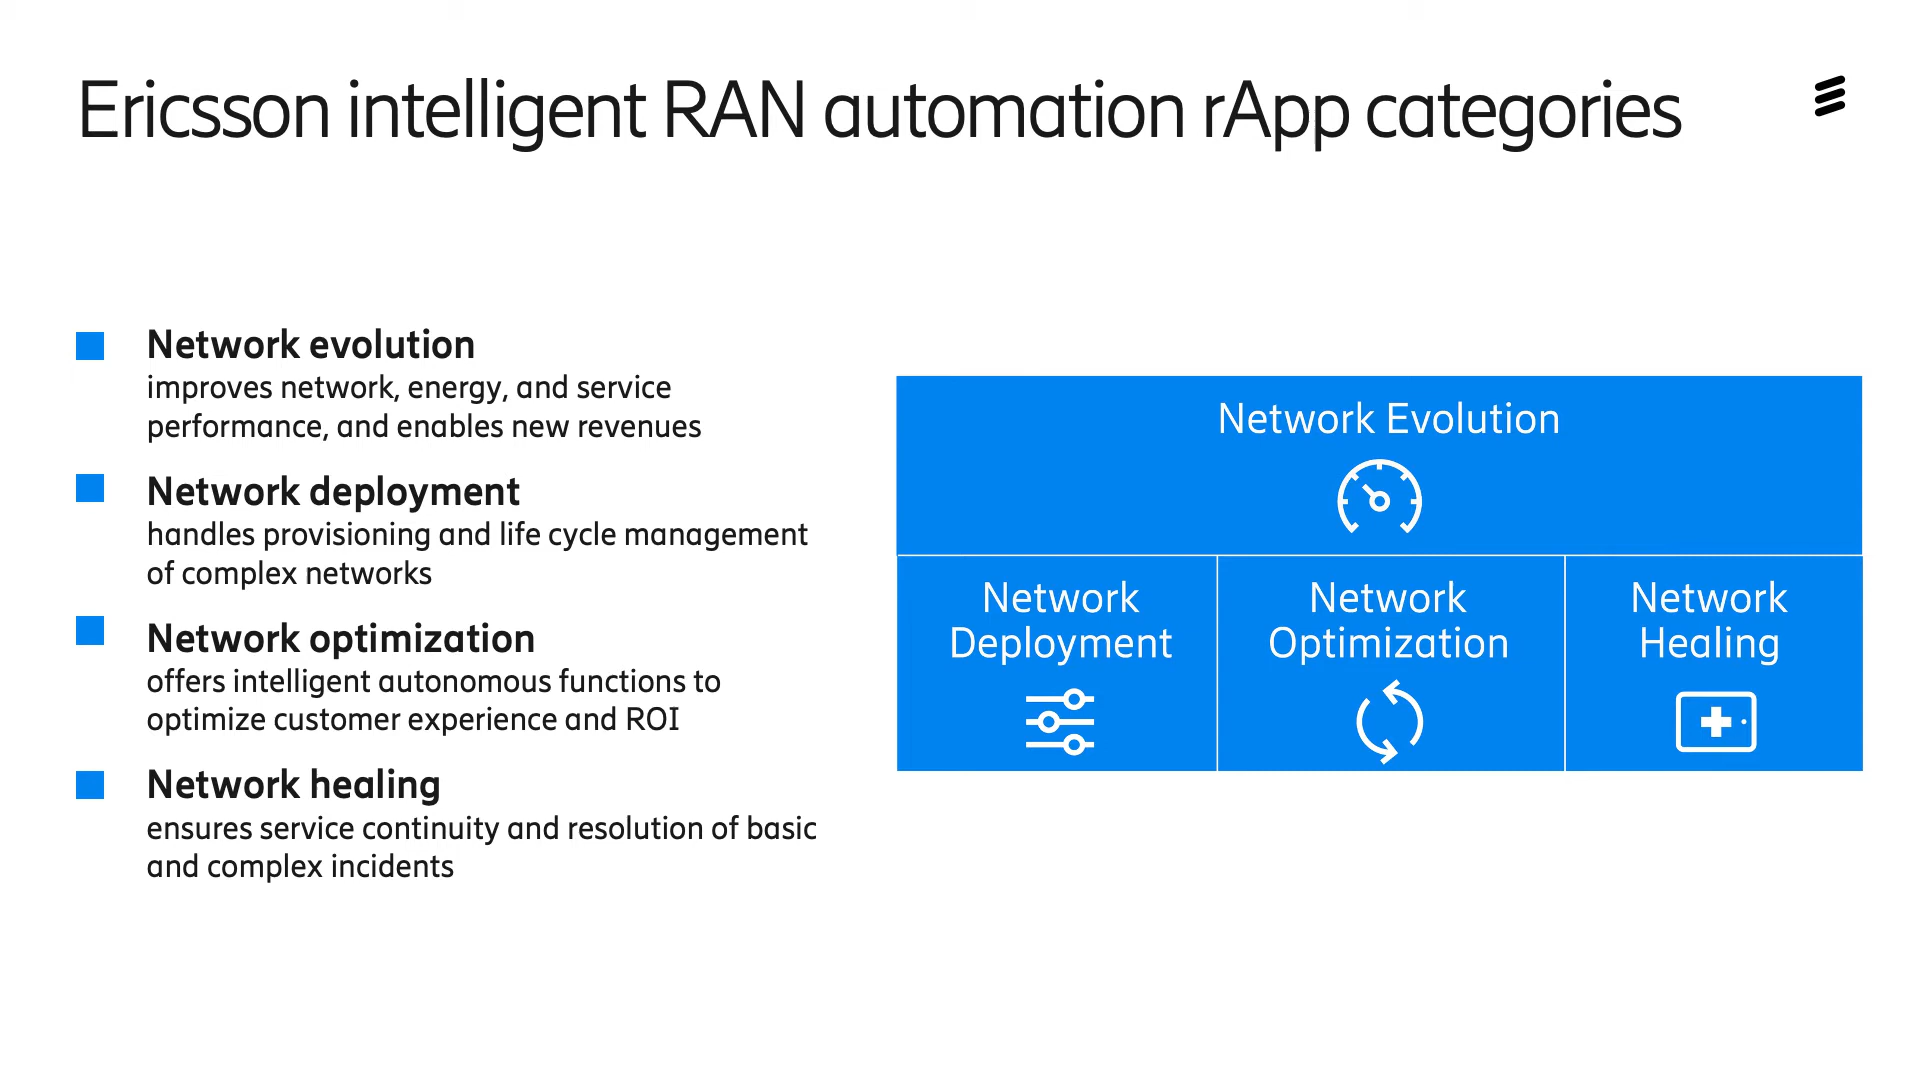 Ericsson intelligent RAN automation rApp categories
Network evolution
improves network, energy, and service
performance, and enables new revenues
Network deployment
handles provisioning and life cycle management
of complex networks
Network optimization
offers intelligent autonomous functions to
optimize customer experience and ROI
Network healing
ensures service continuity and resolution of basic
and complex incidents
Network Evolution
Network
Deployment
Network
Optimization
Network
Healing